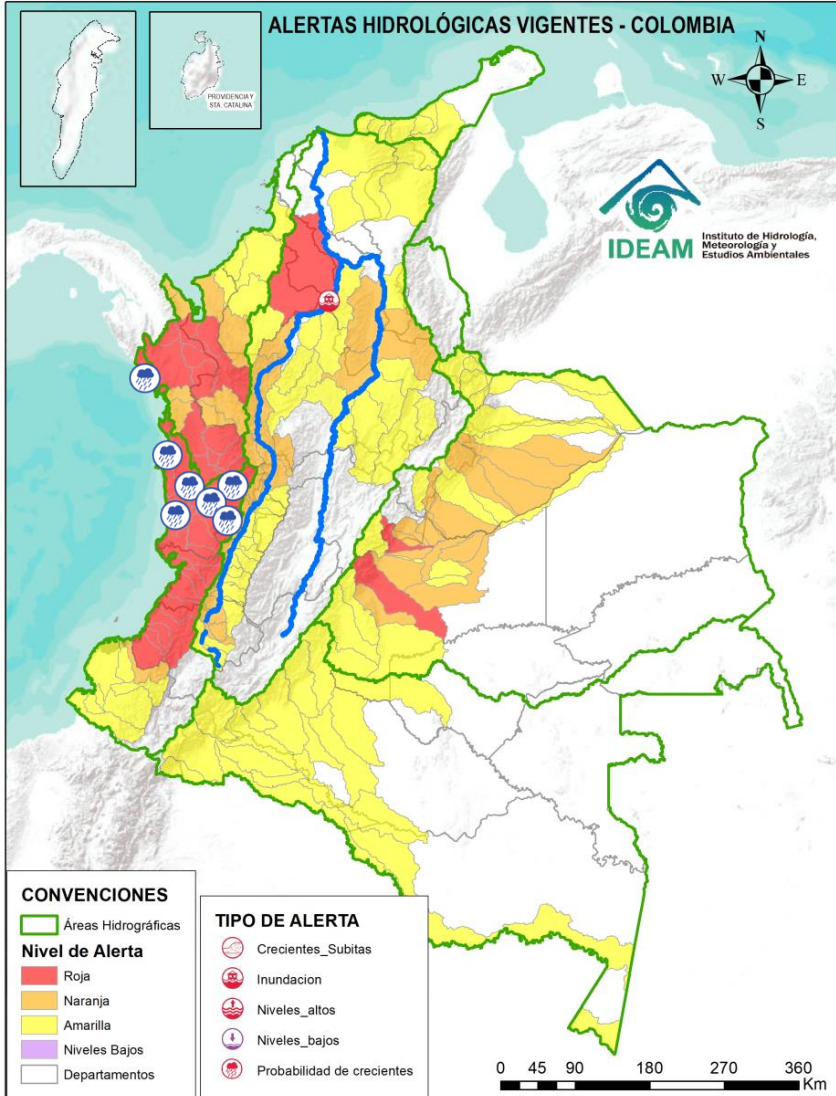 ALERTAS HIDROLÓGICAS VIGENTES - COLOMBIA
PROVIDENCIA Y
STA. CATALINA
N
W
E
S
IDEAM
Instituto de Hidrología,
Meteorología y
Estudios Ambientales
CONVENCIONES
Áreas Hidrográficas
Nivel de Alerta
Roja
Naranja
Amarilla
Niveles Bajos
Departamentos
TIPO DE ALERTA
Crecientes_Subitas
Inundacion
Niveles_altos
Niveles_bajos
Probabilidad de crecientes
0 45 90 180 270 360
Km